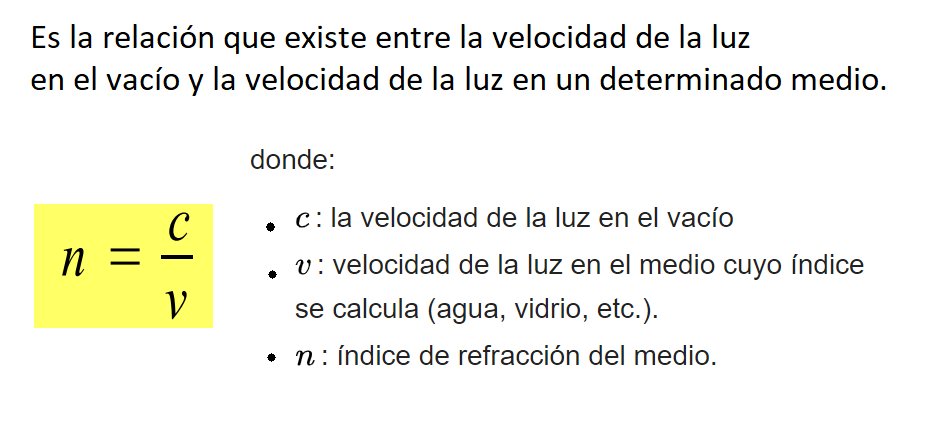 Es la relación que existe entre la velocidad de la luz
en el vacío y la velocidad de la luz en un determinado medio.
donde:
n = c/v
• c : la velocidad de la luz en el vacío
• v : velocidad de la luz en el medio cuyo índice
se calcula (agua, vidrio, etc.).
• n : índice de refracción del medio.